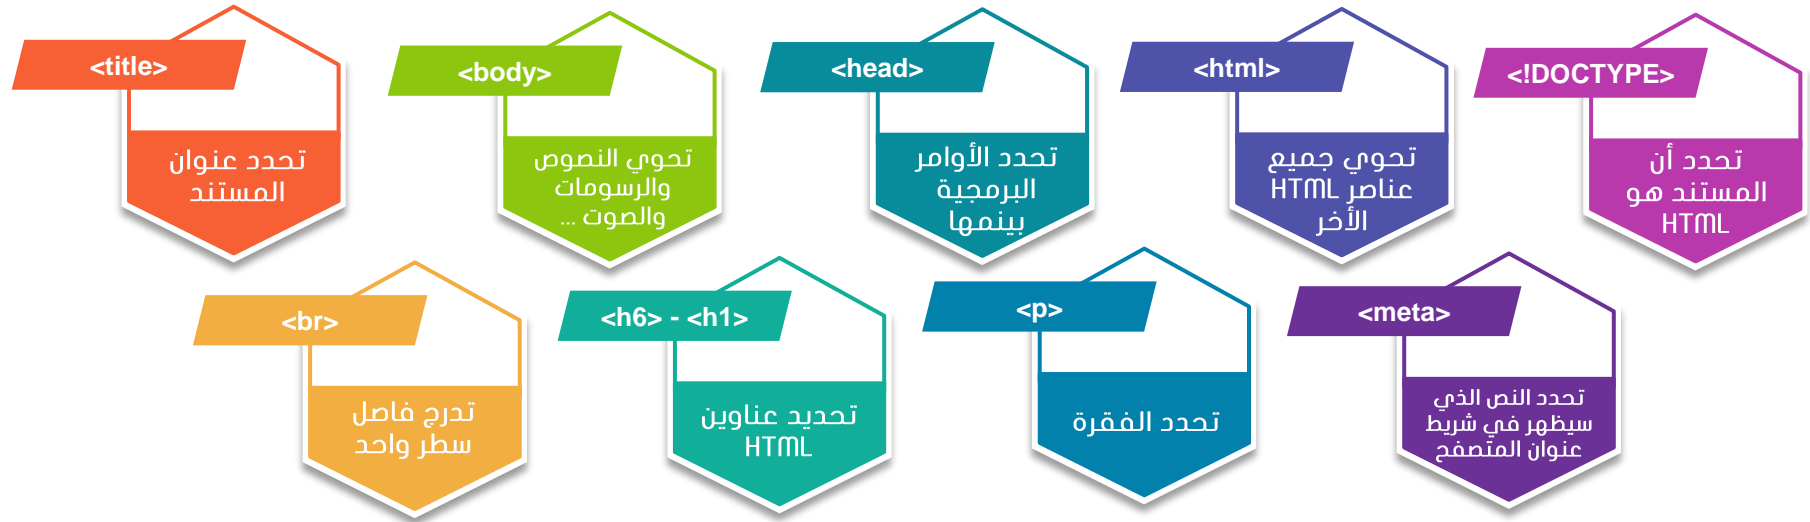 <!DOCTYPE>
تحدد أن
المستند هو
HTML
<html>
تحوي جميع
عناصر HTML
الأخر
<head>
تحدد الأوامر
البرمجية
بينمها
<body>
تحوي النصوص
والرسومات
والصوت ...
<title>
تحدد عنوان
المستند
<meta>
تحدد النص الذي
سيظهر في شريط
عنوان المتصفح
<p>
تحدد الفقرة
<h6> - <h1>
تحديد عناوين
HTML
<br>
تدرج فاصل
سطر واحد